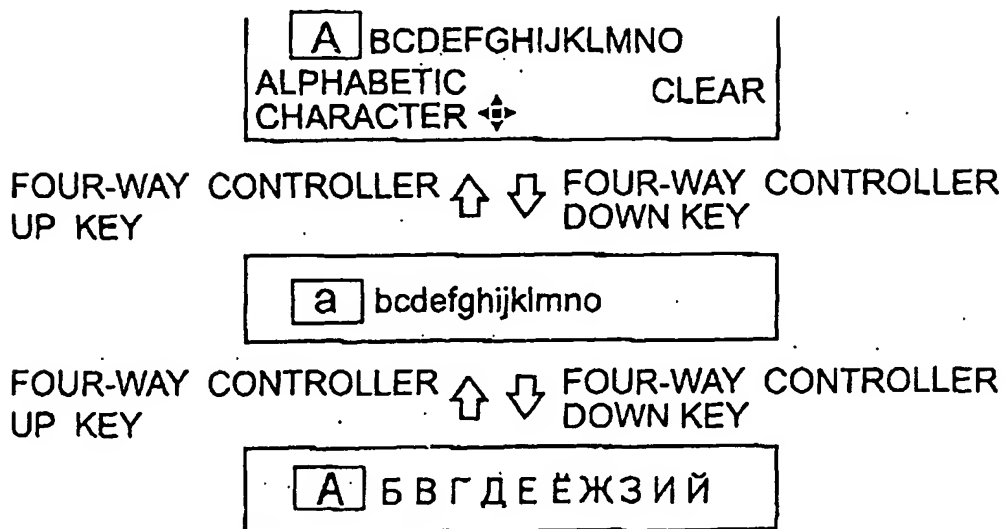 A BCDEFGHIJKLMNO
ALPHABETIC
CHARACTER
CLEAR
FOUR-WAY CONTROLLER
UP KEY
FOUR-WAY CONTROLLER
DOWN KEY
a bcdefghijklmno
FOUR-WAY CONTROLLER
UP KEY
FOUR-WAY CONTROLLER
DOWN KEY
А Б В Г Д Е Ё Ж З И Й